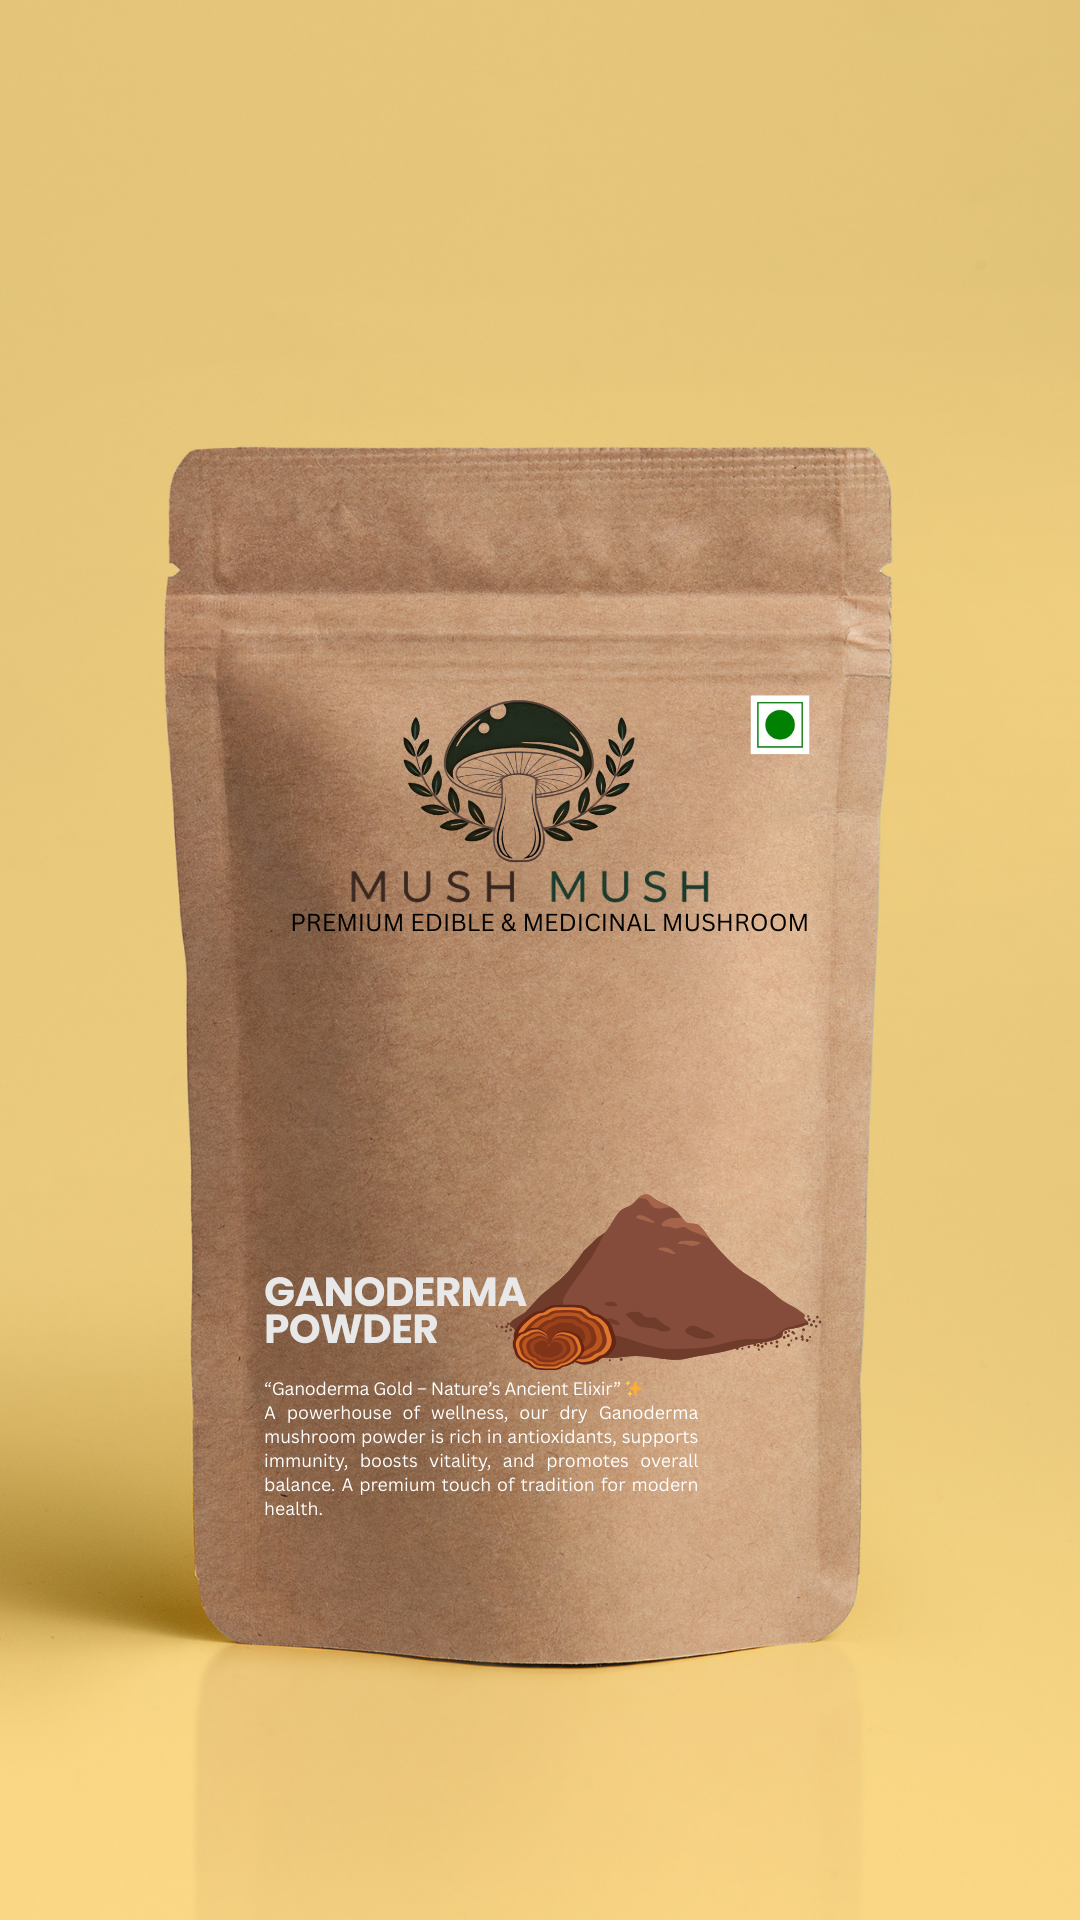 MUSH MUSH
PREMIUM EDIBLE & MEDICINAL MUSHROOM
GANODERMA
POWDER
“Ganoderma Gold – Nature’s Ancient Elixir” ✨
A powerhouse of wellness, our dry Ganoderma
mushroom powder is rich in antioxidants, supports
immunity, boosts vitality, and promotes overall
balance. A premium touch of tradition for modern
health.